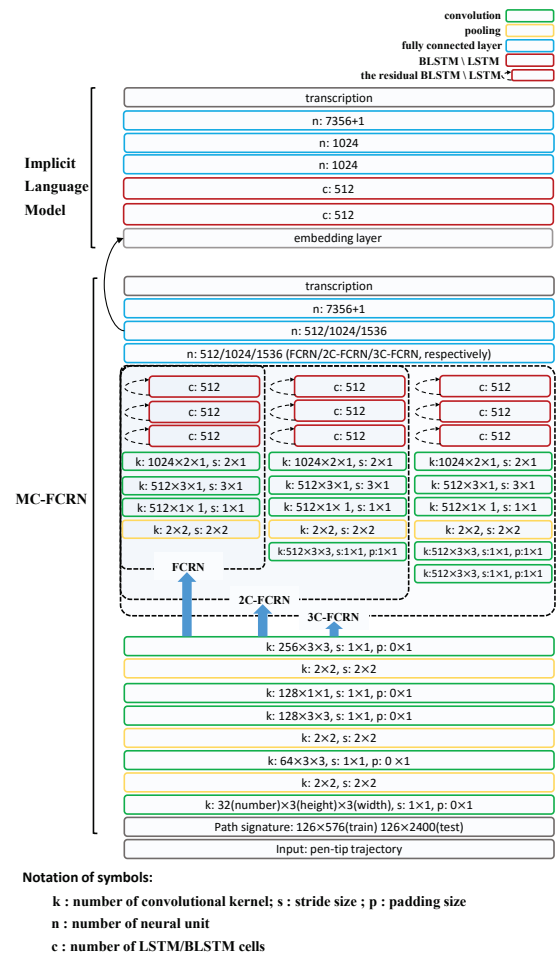 convolution
pooling
fully connected layer
BLSTM \ LSTM
the residual BLSTM \ LSTM
transcription
n: 7356+1
n: 1024
n: 1024
c: 512
c: 512
embedding layer
Implicit
Language
Model
transcription
n: 7356+1
n: 512/1024/1536
n: 512/1024/1536 (FCRN/2C-FCRN/3C-FCRN, respectively)
c: 512 c: 512 c: 512
c: 512 c: 512 c: 512
c: 512 c: 512 c: 512
k: 1024×2×1, s: 2×1 k: 1024×2×1, s: 2×1 k:1024×2×1, s: 2×1
k: 512×3×1, s: 3×1 k: 512×3×1, s: 3×1 k: 512×3×1, s: 3×1
k: 512×1× 1, s: 1×1 k: 512×1× 1, s: 1×1 k: 512×1× 1, s: 1×1
k: 2×2, s: 2×2 k: 2×2, s: 2×2 k: 2×2, s: 2×2
k:512×3×3, s:1×1, p:1×1 k:512×3×3, s:1×1, p:1×1
k:512×3×3, s:1×1, p:1×1
MC-FCRN
FCRN
2C-FCRN
3C-FCRN
k: 256×3×3, s: 1×1, p: 0×1
k: 2×2, s: 2×2
k: 128×1×1, s: 1×1, p: 0×1
k: 128×3×3, s: 1×1, p: 0×1
k: 2×2, s: 2×2
k: 64×3×3, s: 1×1, p: 0 ×1
k: 2×2, s: 2×2
k: 32(number)×3(height)×3(width), s: 1×1, p: 0×1
Path signature: 126×576(train) 126×2400(test)
Input: pen-tip trajectory
Notation of symbols:
k : number of convolutional kernel; s : stride size ; p : padding size
n : number of neural unit
c : number of LSTM/BLSTM cells